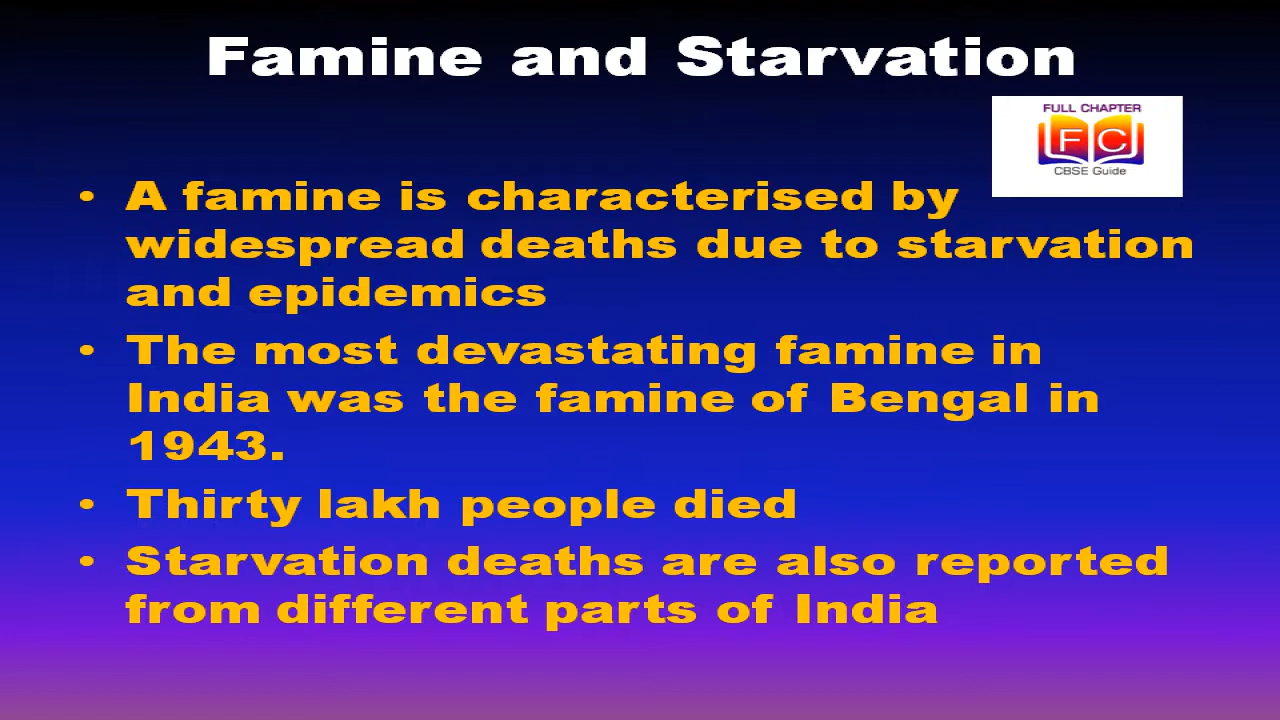 Famine and Starvation
FULL CHAPTER
FC
CBSE Guide
• A famine is characterised by
widespread deaths due to starvation
and epidemics
• The most devastating famine in
India was the famine of Bengal in
1943.
• Thirty lakh people died
• Starvation deaths are also reported
from different parts of India